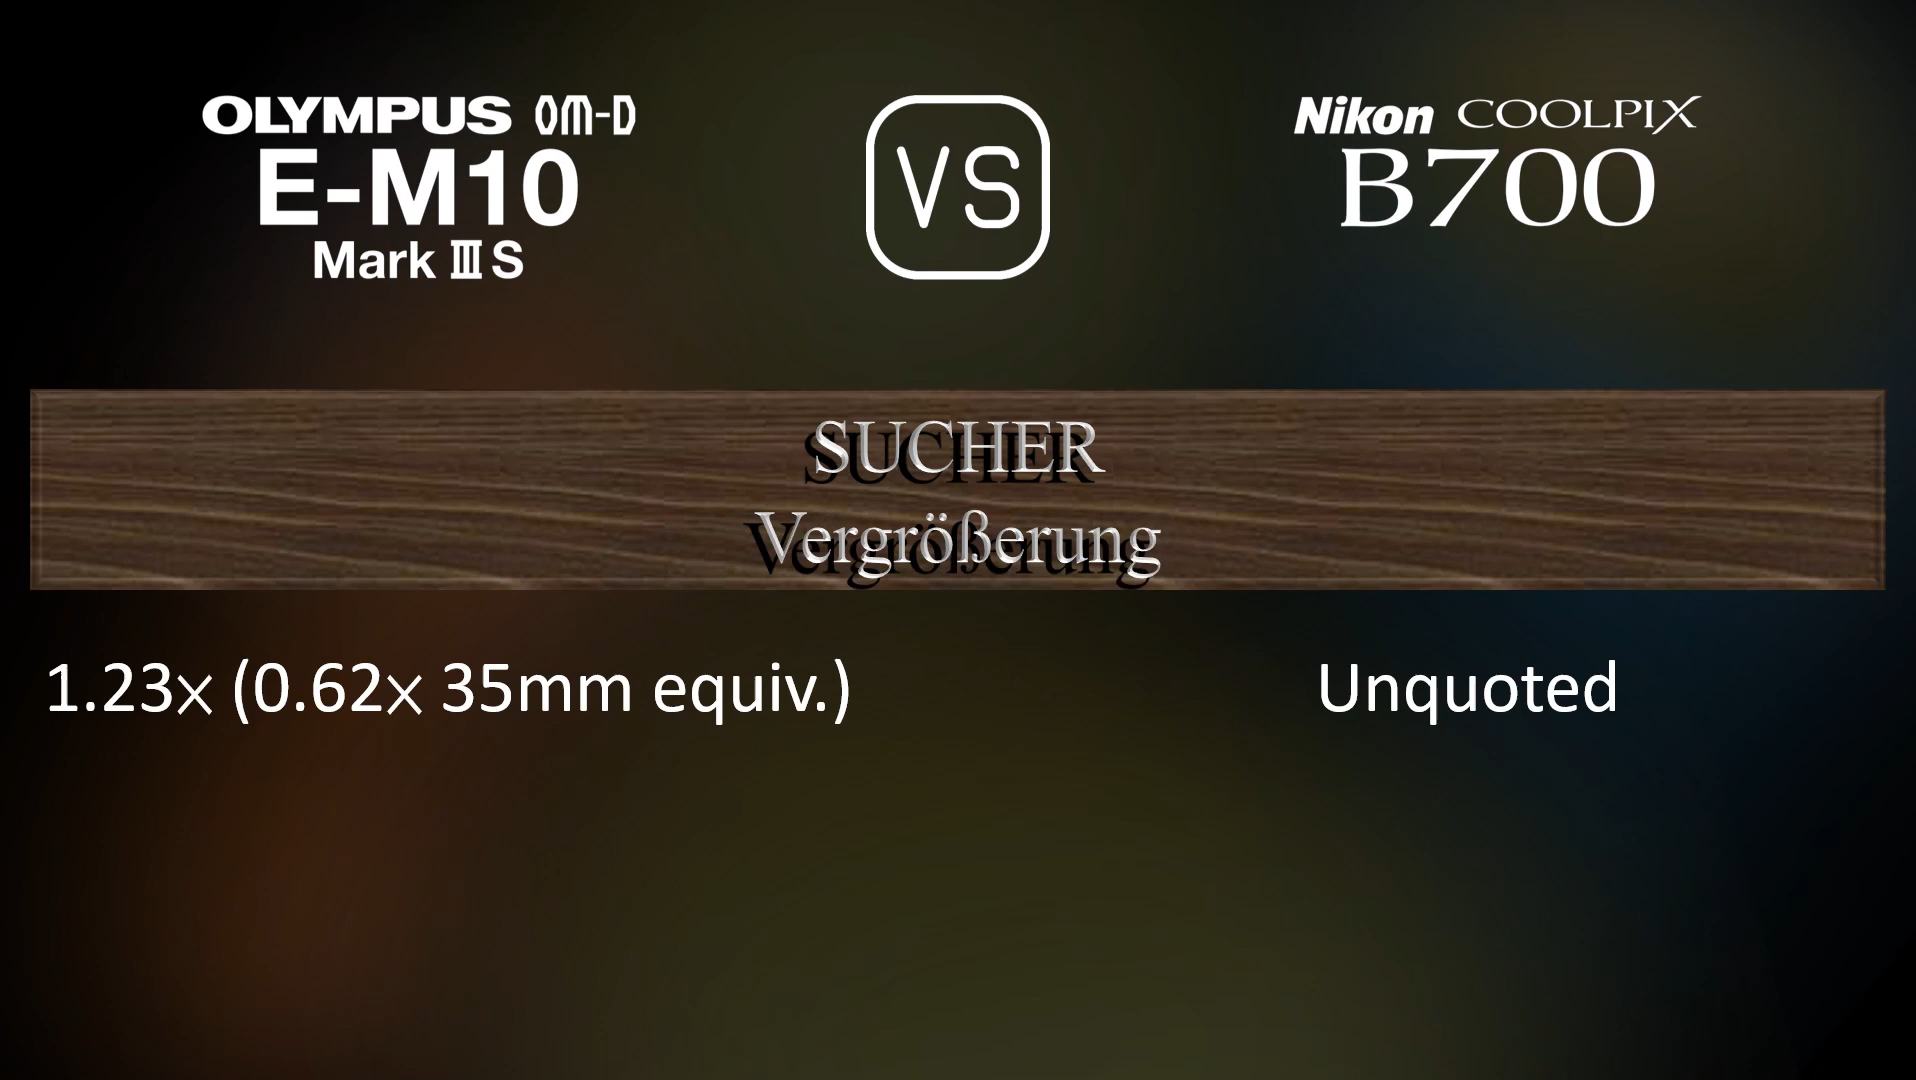 OLYMPUS OM-D
E-M10
Mark III S
VS
Nikon COOLPIX
B700
SUCHER
Vergrößerung
1.23x (0.62x 35mm equiv.)
Unquoted